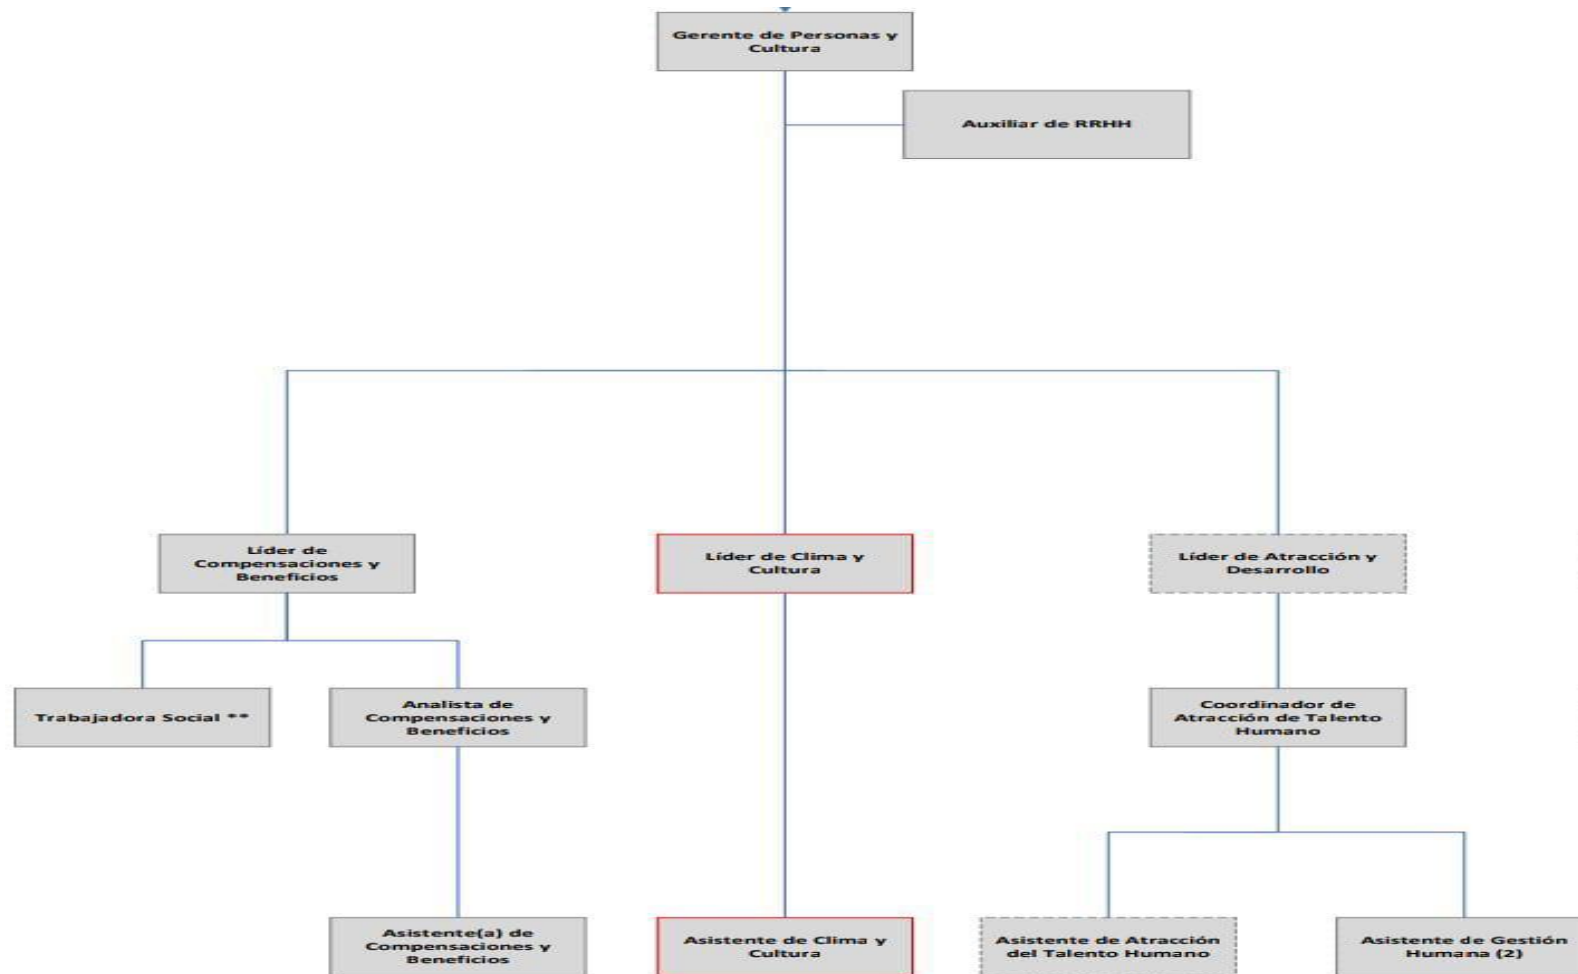 Gerente de Personas y
Cultura
Auxiliar de RRHH
Líder de
Compensaciones y
Beneficios
Líder de Clima y
Cultura
Líder de Atracción y
Desarrollo
Trabajadora Social **
Analista de
Compensaciones y
Beneficios
Coordinador de
Atracción de Talento
Humano
Asistente(a) de
Compensaciones y
Beneficios
Asistente de Clima y
Cultura
Asistente de Atracción
del Talento Humano
Asistente de Gestión
Humana (2)